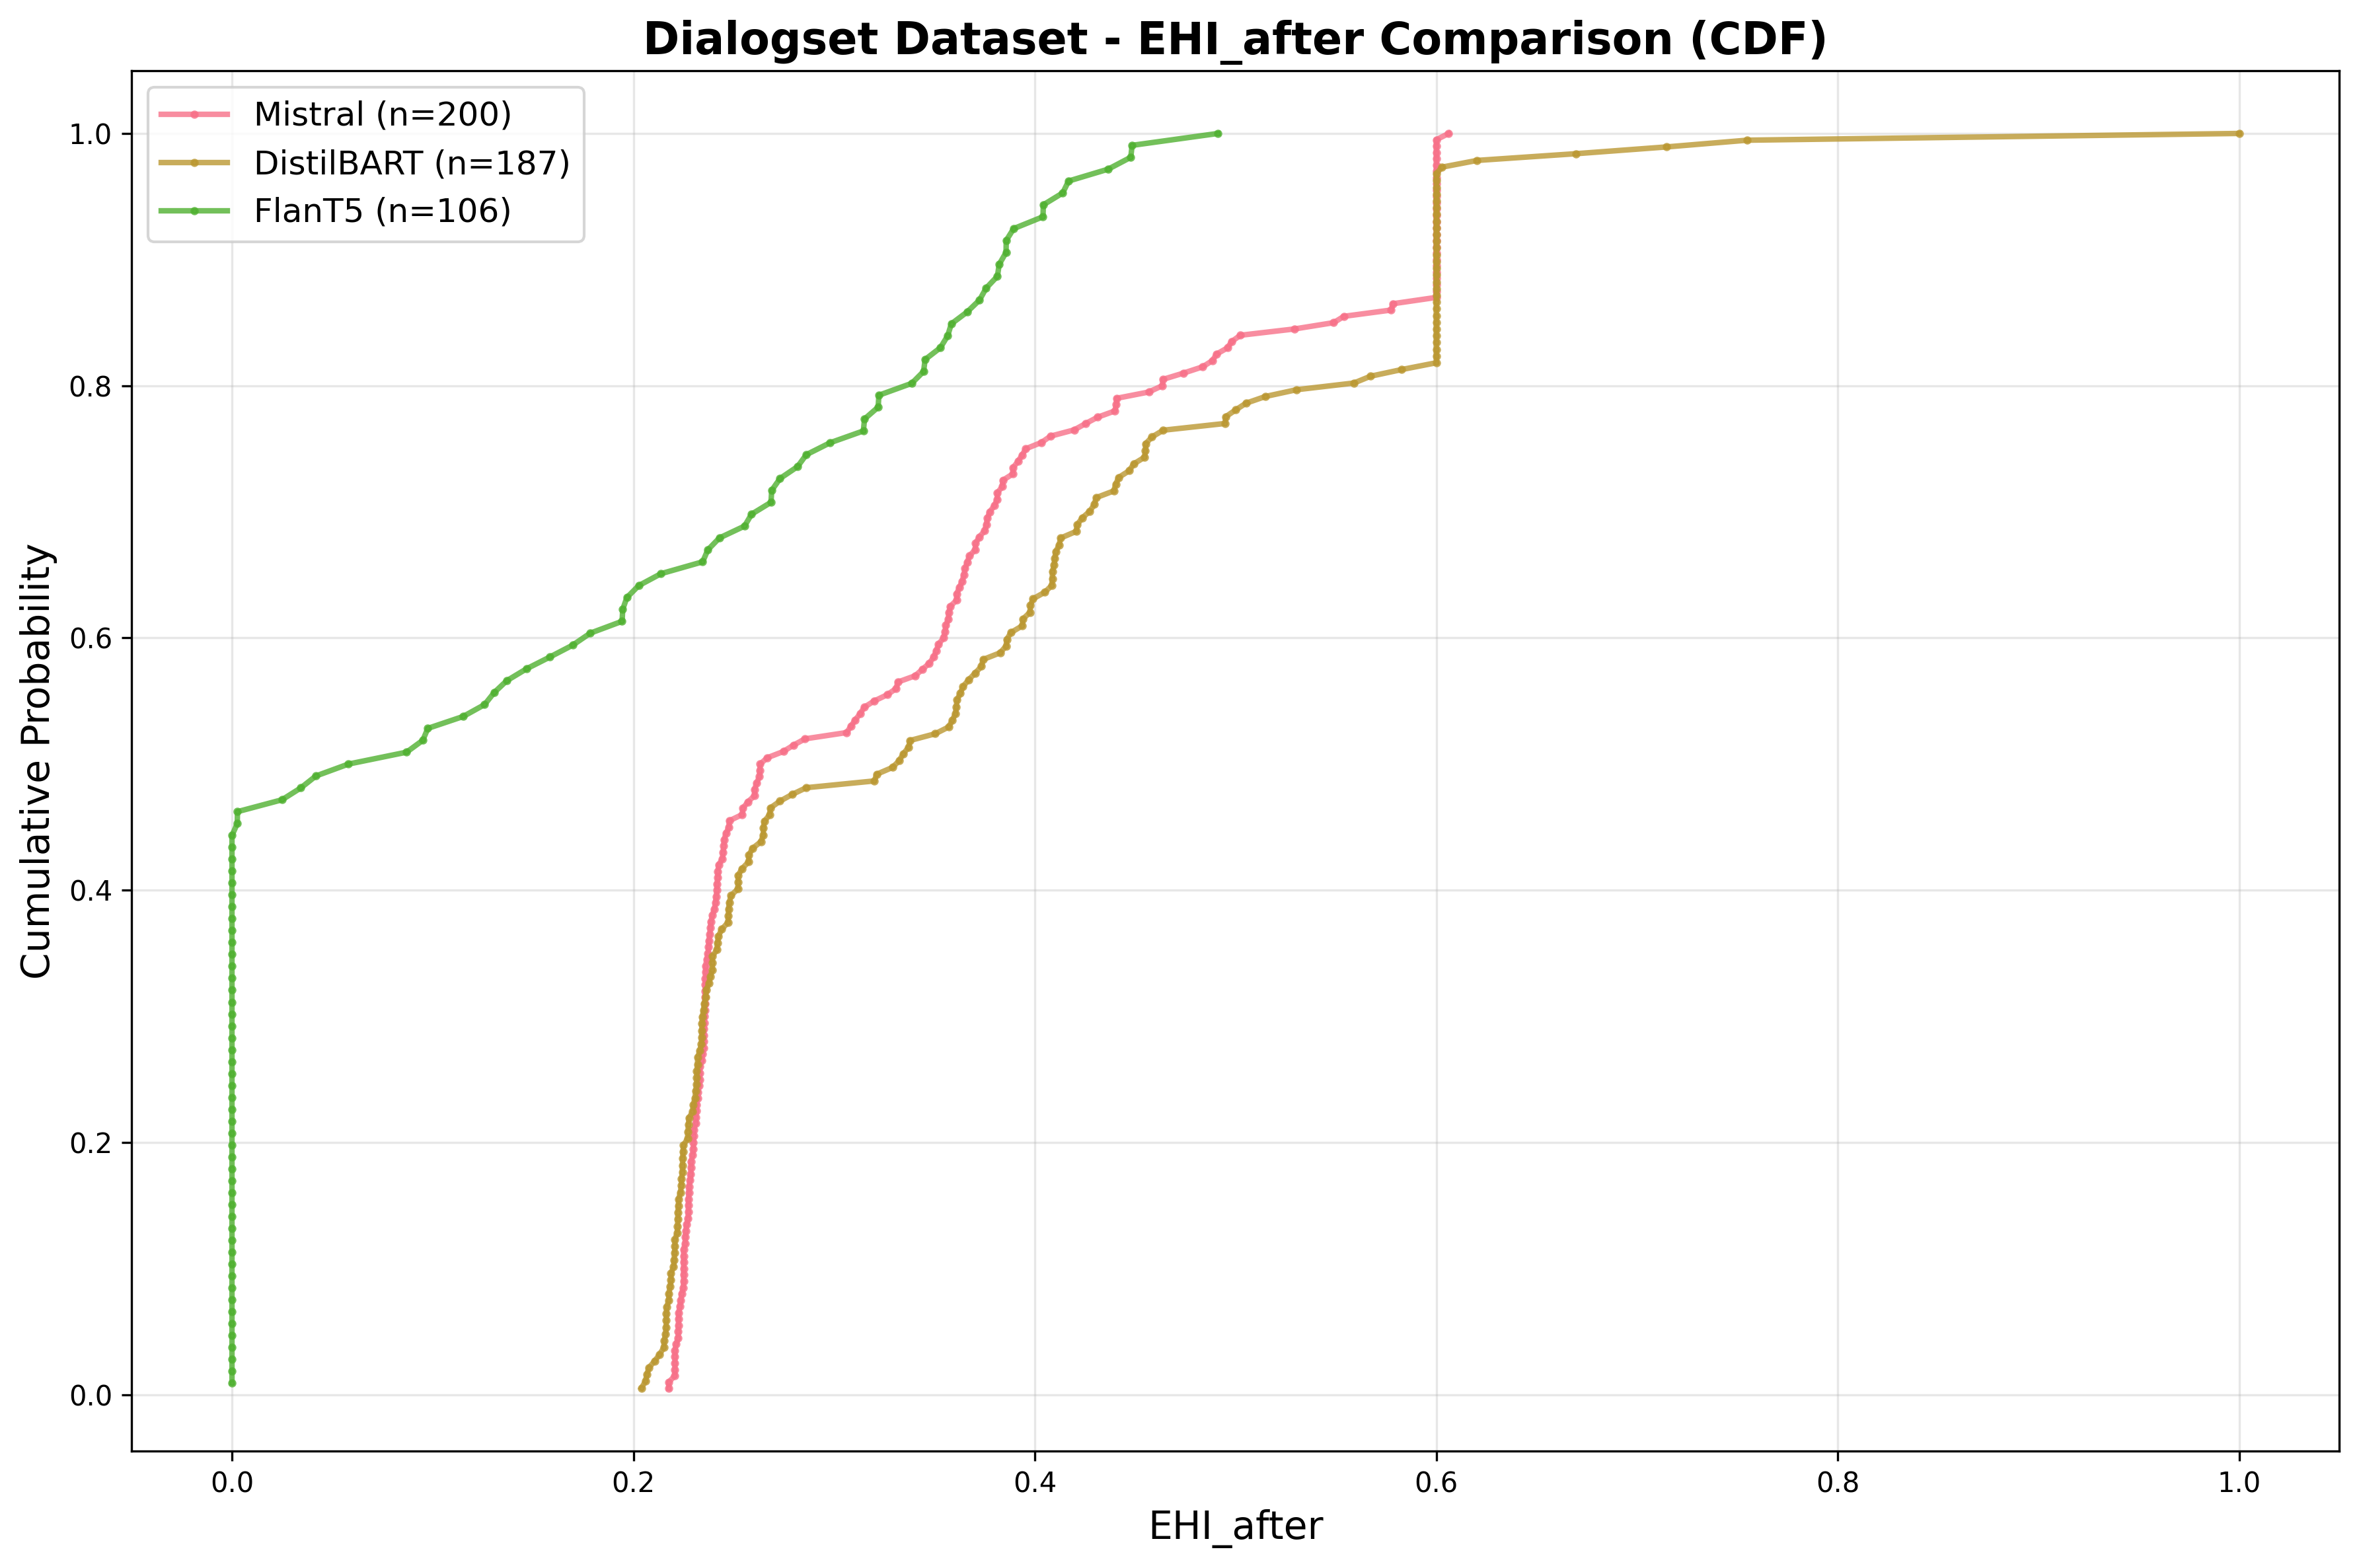 Dialogset Dataset - EHI_after Comparison (CDF)
Mistral (n=200)
DistilBART (n=187)
FlanT5 (n=106)
Cumulative Probability
1.0
0.8
0.6
0.4
0.2
0.0
0.0 0.2 0.4 0.6 0.8 1.0
EHI_after